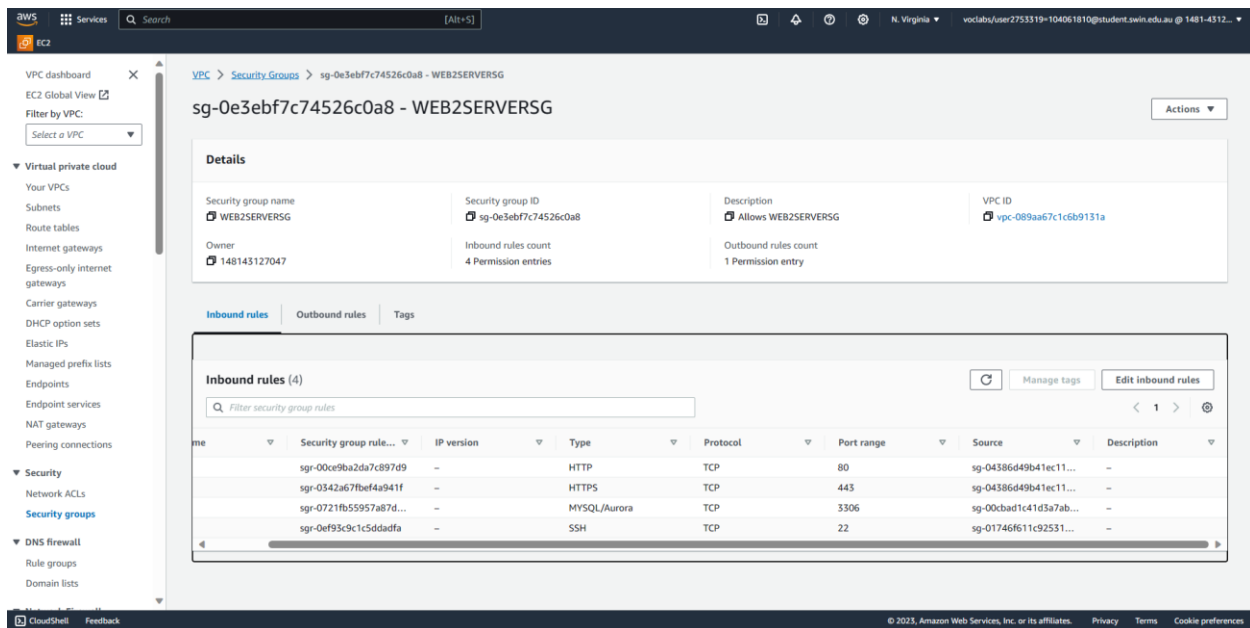 aws Services Search [Alt+S] N. Virginia voclabs/user2753319=104061810@student.swin.edu.au @ 1481-4312...
EC2
VPC dashboard
EC2 Global View
Filter by VPC:
Select a VPC
Virtual private cloud
Your VPCs
Subnets
Route tables
Internet gateways
Egress-only internet
gateways
Carrier gateways
DHCP option sets
Elastic IPs
Managed prefix lists
Endpoints
Endpoint services
NAT gateways
Peering connections
Security
Network ACLs
Security groups
DNS firewall
Rule groups
Domain lists
VPC > Security Groups > sg-0e3ebf7c74526c0a8 - WEB2SERVERSG
sg-0e3ebf7c74526c0a8 - WEB2SERVERSG
Actions
Details
Security group name
WEB2SERVERSG
Security group ID
sg-0e3ebf7c74526c0a8
Description
Allows WEB2SERVERSG
VPC ID
vpc-089aa67c1c6b9131a
Owner
148143127047
Inbound rules count
4 Permission entries
Outbound rules count
1 Permission entry
Inbound rules Outbound rules Tags
Inbound rules (4)
Manage tags Edit inbound rules
Filter security group rules
1
me Security group rule... IP version Type Protocol Port range Source Description
sgr-00ce9ba2da7c897d9 – HTTP TCP 80 sg-04386d49b41ec11... –
sgr-0342a67fbef4a941f – HTTPS TCP 443 sg-04386d49b41ec11... –
sgr-0721fb55957a87d... – MYSQL/Aurora TCP 3306 sg-00cbad1c41d3a7ab... –
sgr-0ef93c9c1c5ddadfa – SSH TCP 22 sg-01746f611c92531... –
CloudShell Feedback © 2023, Amazon Web Services, Inc. or its affiliates. Privacy Terms Cookie preferences